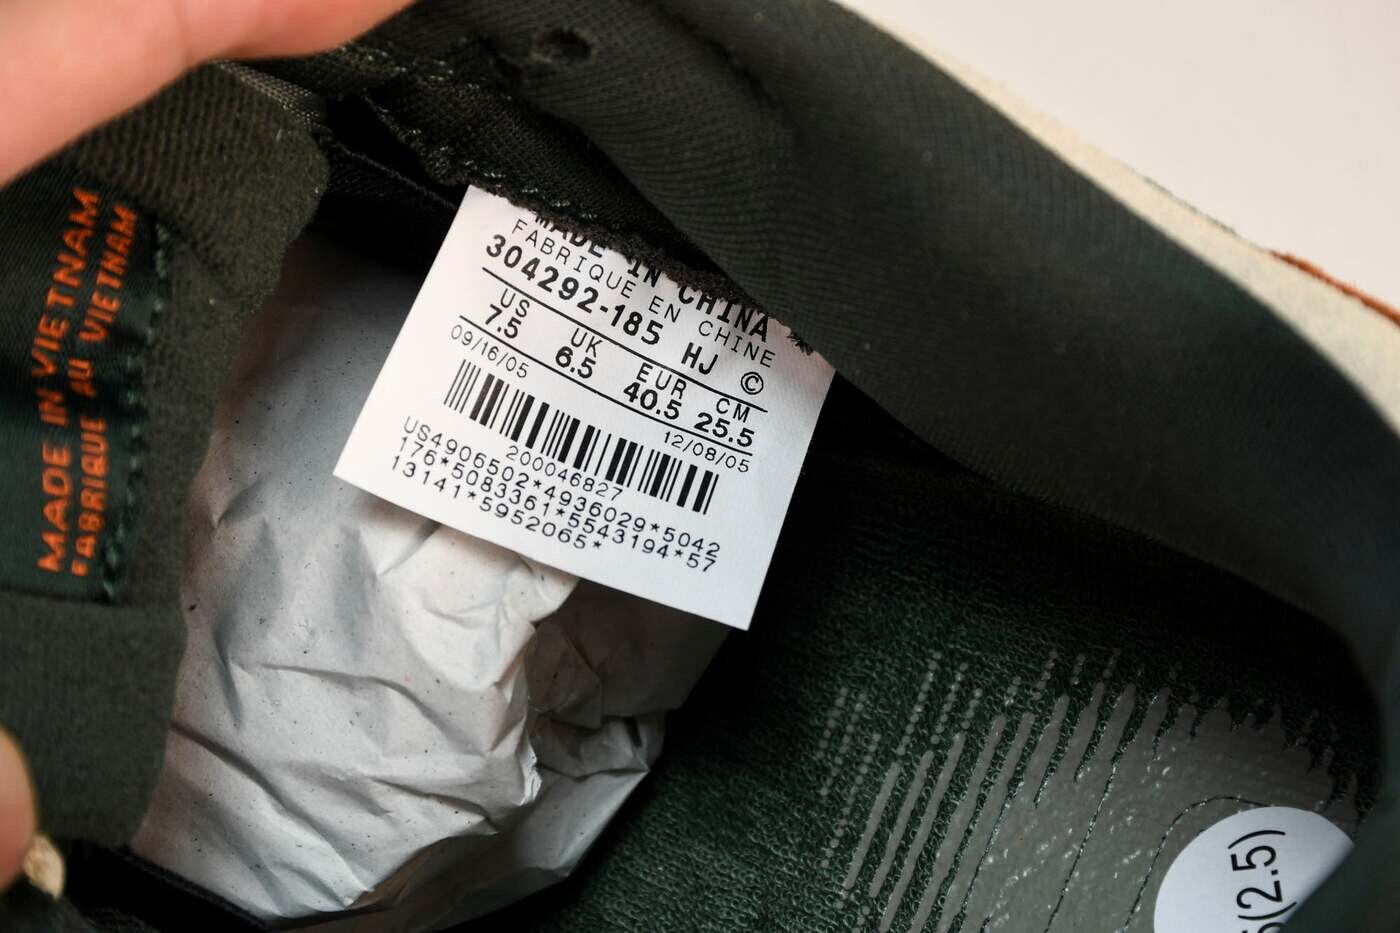 MADE IN VIETNAM
FABRIQUÉ AU VIETNAM
MADE IN CHINA
FABRIQUE EN CHINE
304292-185 HJ ©
US UK EUR CM
7.5 6.5 40.5 25.5
09/16/05 12/08/05
200046827
US4906502*4936029*5042
176*5083361*5543194*57
13141*5952065*
(2.5)